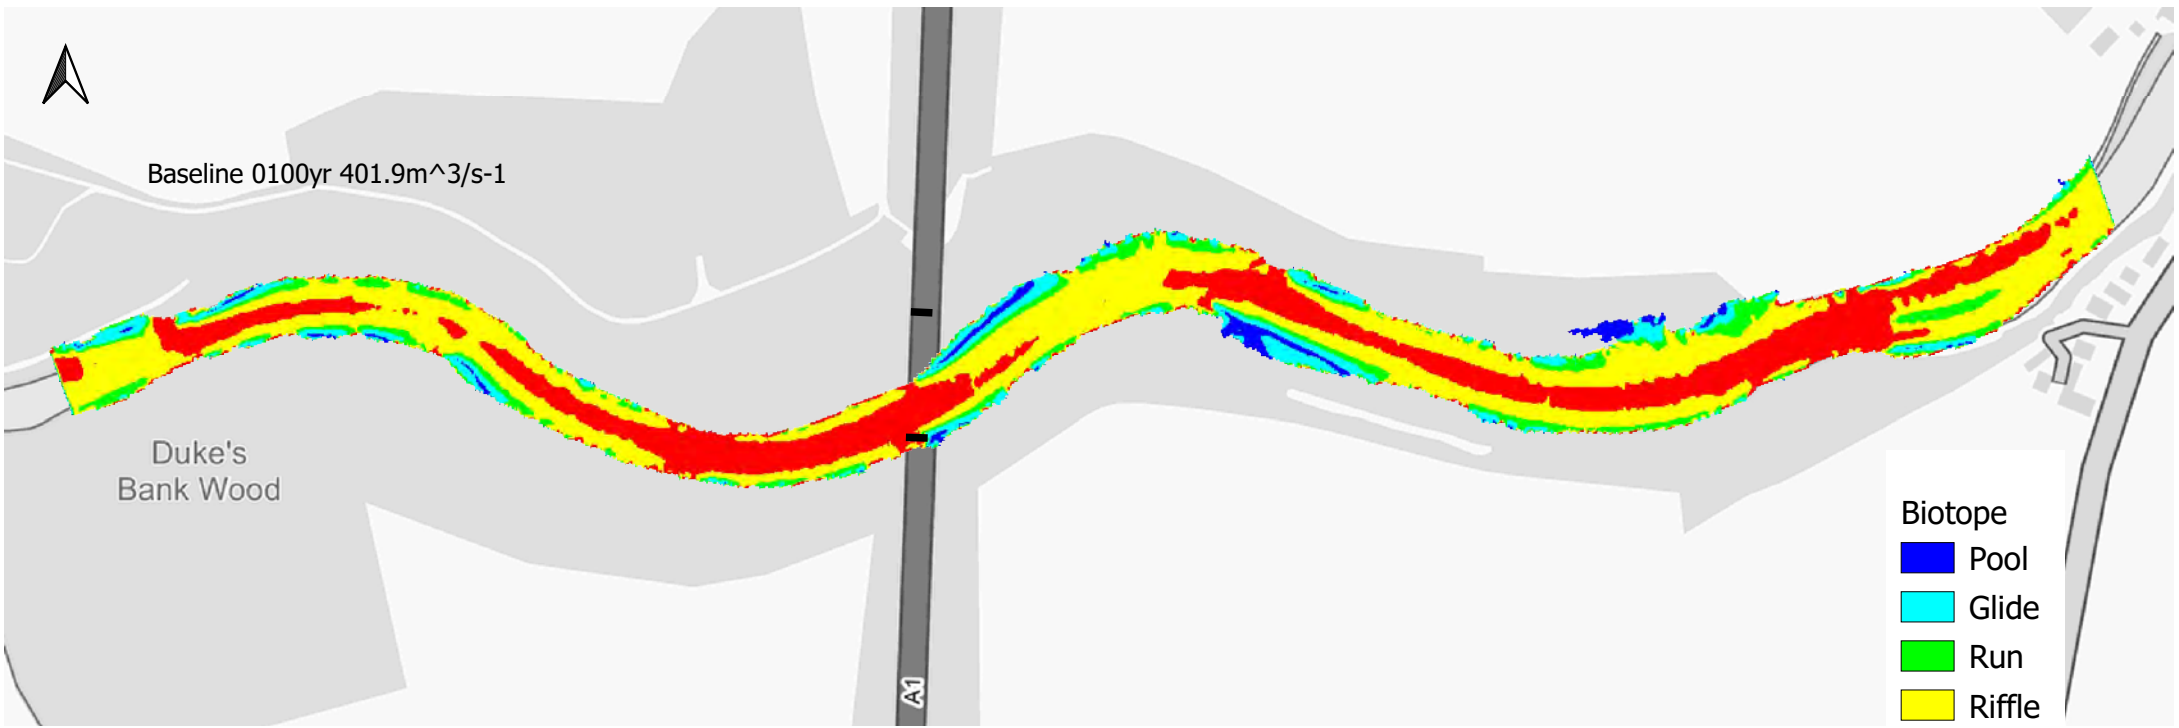 Baseline 0100yr 401.9m^3/s-1
Duke's
Bank Wood
A1
Biotope
Pool
Glide
Run
Riffle